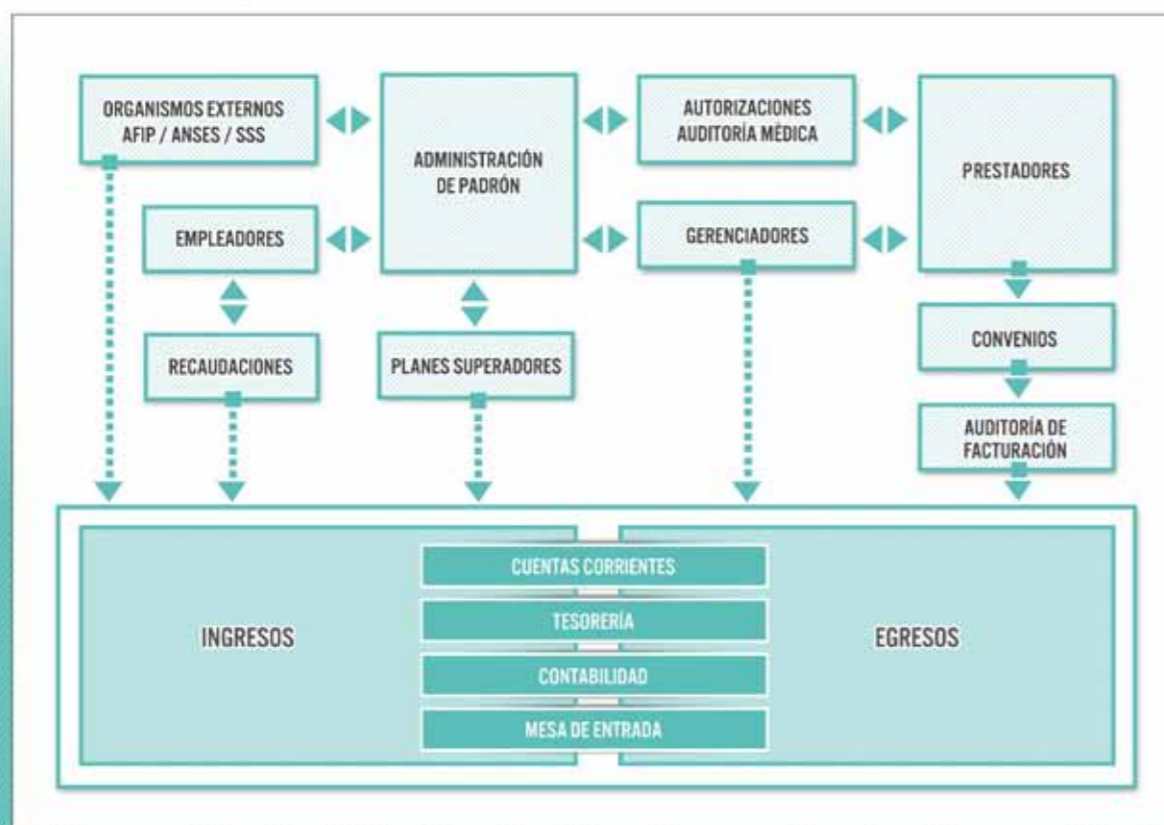 ORGANISMOS EXTERNOS
AFIP / ANSES / SSS
ADMINISTRACIÓN
DE PADRÓN
AUTORIZACIONES
AUDITORÍA MÉDICA
PRESTADORES
EMPLEADORES
GERENCIADORES
RECAUDACIONES
PLANES SUPERADORES
CONVENIOS
AUDITORÍA DE
FACTURACIÓN
INGRESOS
CUENTAS CORRIENTES
TESORERÍA
CONTABILIDAD
MESA DE ENTRADA
EGRESOS